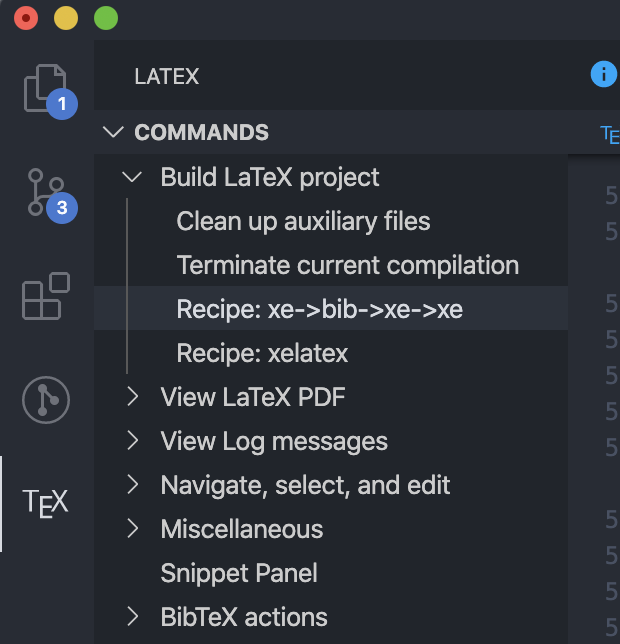 LATEX
1
COMMANDS
TEX
Build LaTeX project
Clean up auxiliary files
3
Terminate current compilation
Recipe: xe->bib->xe->xe
Recipe: xelatex
View LaTeX PDF
View Log messages
Navigate, select, and edit
TEX
Miscellaneous
Snippet Panel
BibTeX actions